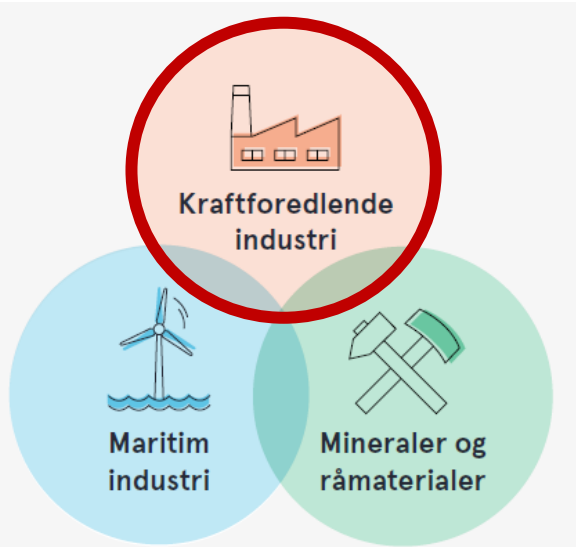 Kraftforedlende
industri
Maritim
industri
Mineraler og
råmaterialer